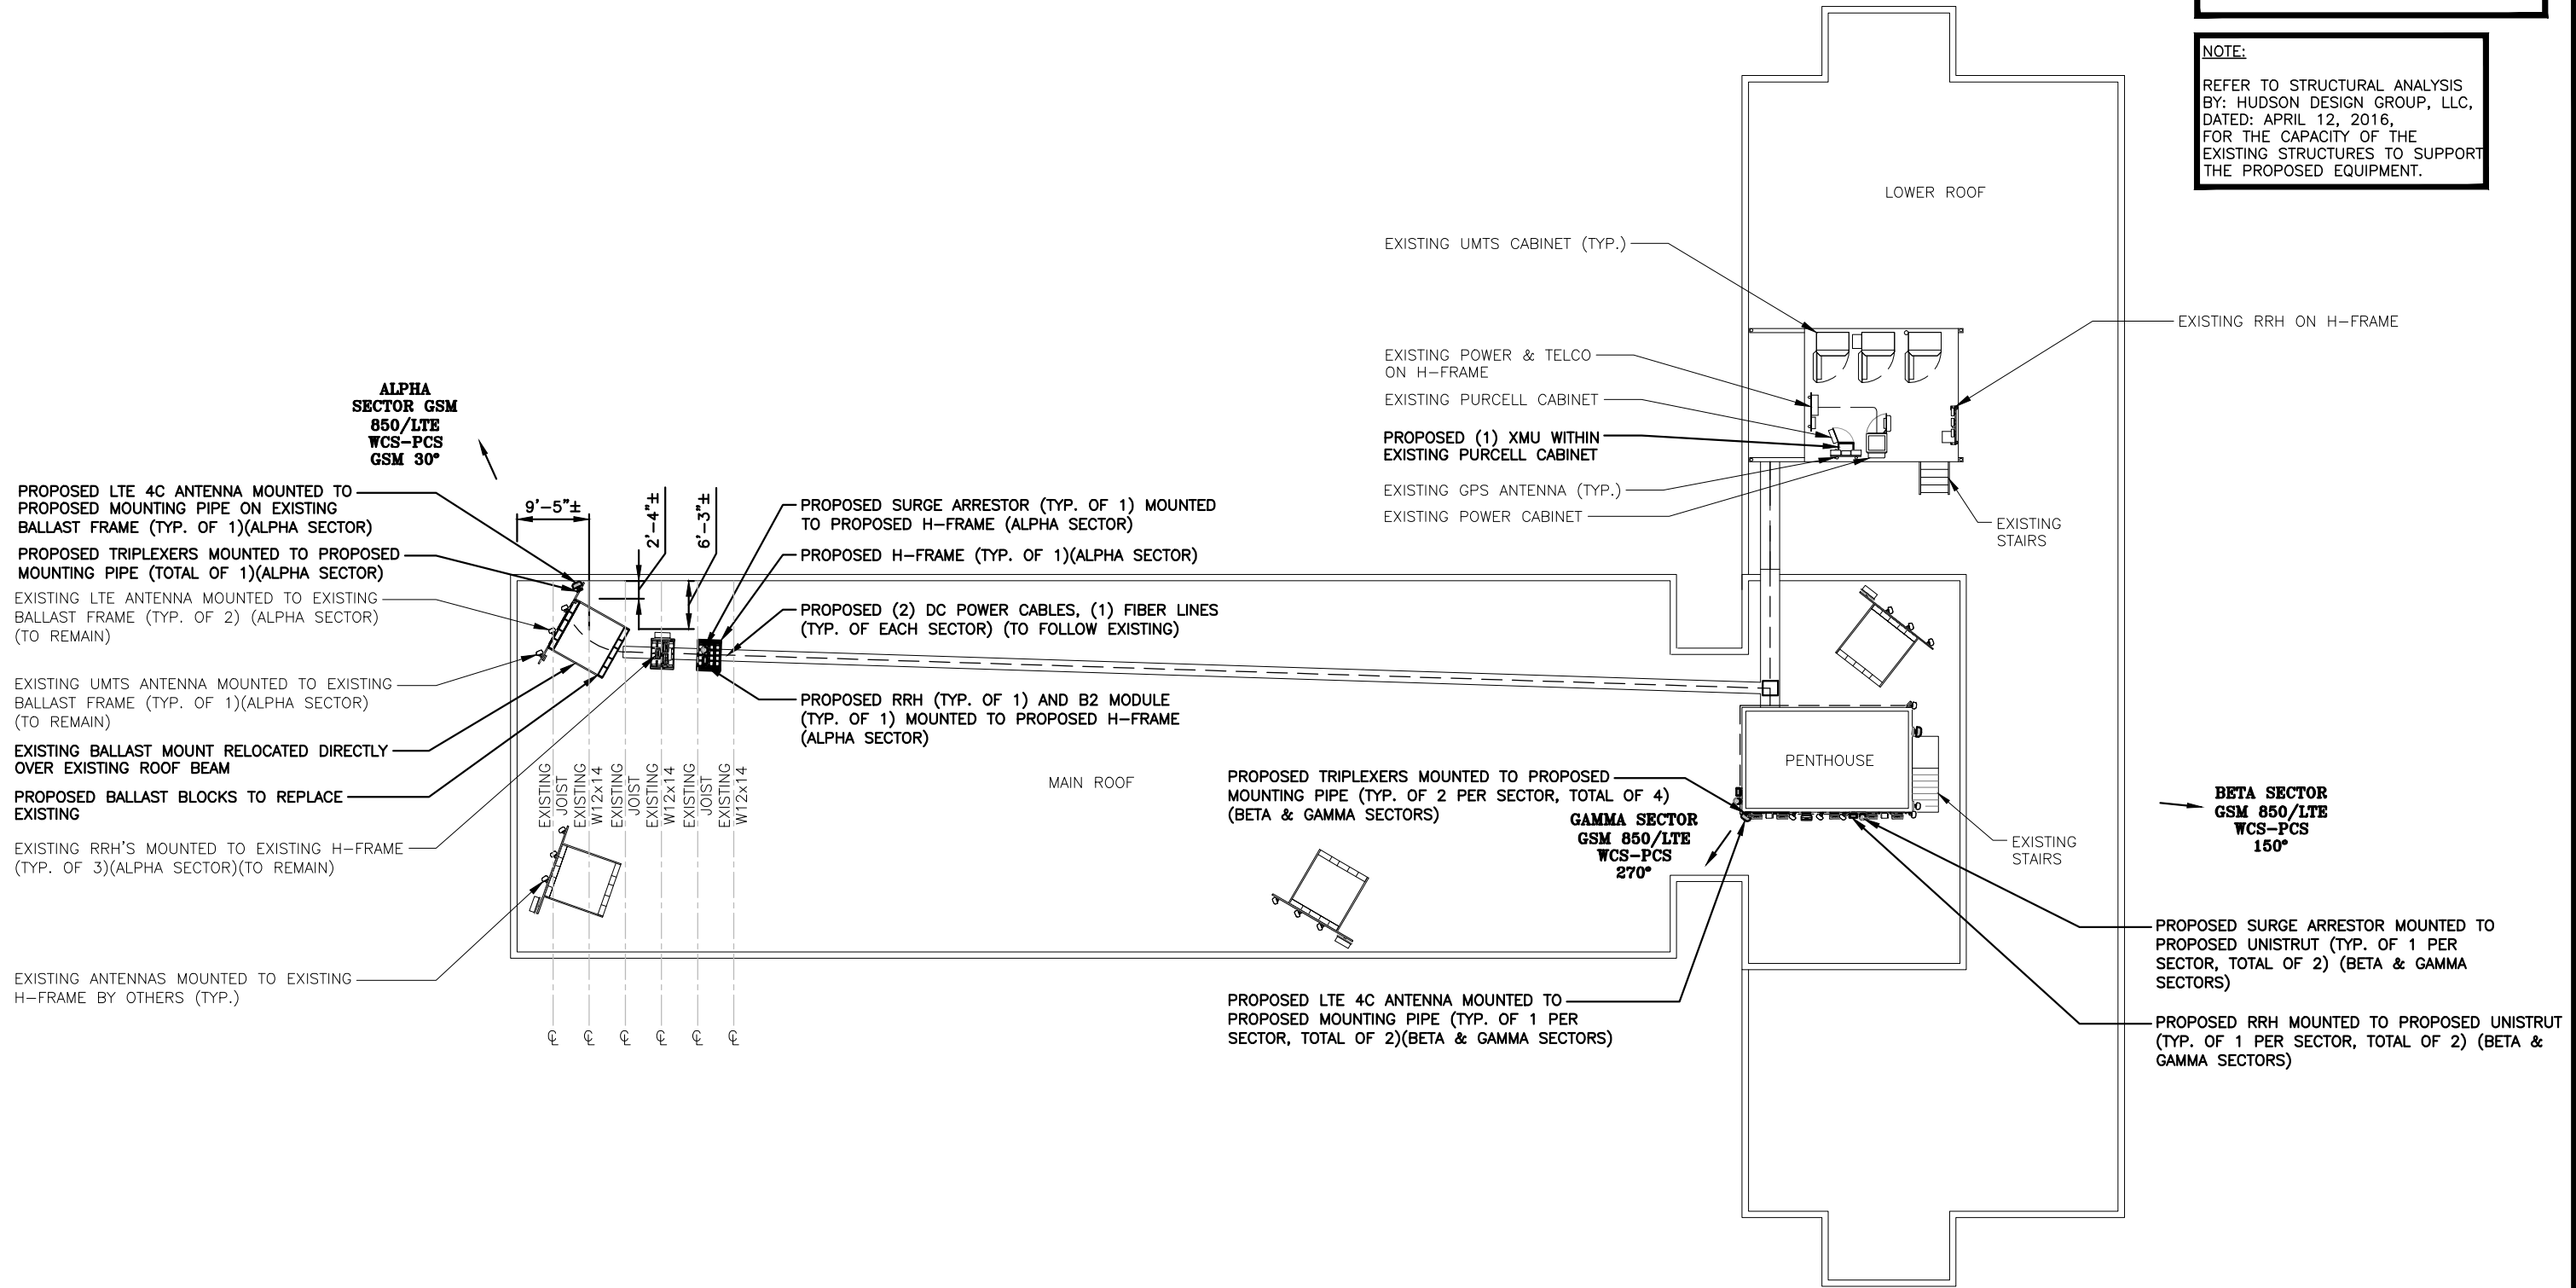 NOTE:
REFER TO STRUCTURAL ANALYSIS
BY: HUDSON DESIGN GROUP, LLC,
DATED: APRIL 12, 2016,
FOR THE CAPACITY OF THE
EXISTING STRUCTURES TO SUPPORT
THE PROPOSED EQUIPMENT.
LOWER ROOF
EXISTING UMTS CABINET (TYP.)
EXISTING RRH ON H-FRAME
EXISTING POWER & TELCO
ON H-FRAME
EXISTING PURCELL CABINET
PROPOSED (1) XMU WITHIN
EXISTING PURCELL CABINET
EXISTING GPS ANTENNA (TYP.)
EXISTING POWER CABINET
EXISTING
STAIRS
ALPHA
SECTOR GSM
850/LTE
WCS-PCS
GSM 30°
PROPOSED LTE 4C ANTENNA MOUNTED TO
PROPOSED MOUNTING PIPE ON EXISTING
BALLAST FRAME (TYP. OF 1)(ALPHA SECTOR)
PROPOSED TRIPLEXERS MOUNTED TO PROPOSED
MOUNTING PIPE (TOTAL OF 1)(ALPHA SECTOR)
EXISTING LTE ANTENNA MOUNTED TO EXISTING
BALLAST FRAME (TYP. OF 2) (ALPHA SECTOR)
(TO REMAIN)
EXISTING UMTS ANTENNA MOUNTED TO EXISTING
BALLAST FRAME (TYP. OF 1)(ALPHA SECTOR)
(TO REMAIN)
EXISTING BALLAST MOUNT RELOCATED DIRECTLY
OVER EXISTING ROOF BEAM
PROPOSED BALLAST BLOCKS TO REPLACE
EXISTING
EXISTING RRH'S MOUNTED TO EXISTING H-FRAME
(TYP. OF 3)(ALPHA SECTOR)(TO REMAIN)
EXISTING ANTENNAS MOUNTED TO EXISTING
H-FRAME BY OTHERS (TYP.)
9'-5"±
2'-4"±
6'-3"±
PROPOSED SURGE ARRESTOR (TYP. OF 1) MOUNTED
TO PROPOSED H-FRAME (ALPHA SECTOR)
PROPOSED H-FRAME (TYP. OF 1)(ALPHA SECTOR)
PROPOSED (2) DC POWER CABLES, (1) FIBER LINES
(TYP. OF EACH SECTOR) (TO FOLLOW EXISTING)
PROPOSED RRH (TYP. OF 1) AND B2 MODULE
(TYP. OF 1) MOUNTED TO PROPOSED H-FRAME
(ALPHA SECTOR)
EXISTING
JOIST
EXISTING
W12x14
EXISTING
JOIST
EXISTING
W12x14
EXISTING
JOIST
EXISTING
W12x14
℄
℄
℄
℄
℄
℄
MAIN ROOF
PENTHOUSE
PROPOSED TRIPLEXERS MOUNTED TO PROPOSED
MOUNTING PIPE (TYP. OF 2 PER SECTOR, TOTAL OF 4)
(BETA & GAMMA SECTORS)
GAMMA SECTOR
GSM 850/LTE
WCS-PCS
270°
BETA SECTOR
GSM 850/LTE
WCS-PCS
150°
EXISTING
STAIRS
PROPOSED SURGE ARRESTOR MOUNTED TO
PROPOSED UNISTRUT (TYP. OF 1 PER
SECTOR, TOTAL OF 2) (BETA & GAMMA
SECTORS)
PROPOSED LTE 4C ANTENNA MOUNTED TO
PROPOSED MOUNTING PIPE (TYP. OF 1 PER
SECTOR, TOTAL OF 2)(BETA & GAMMA SECTORS)
PROPOSED RRH MOUNTED TO PROPOSED UNISTRUT
(TYP. OF 1 PER SECTOR, TOTAL OF 2) (BETA &
GAMMA SECTORS)